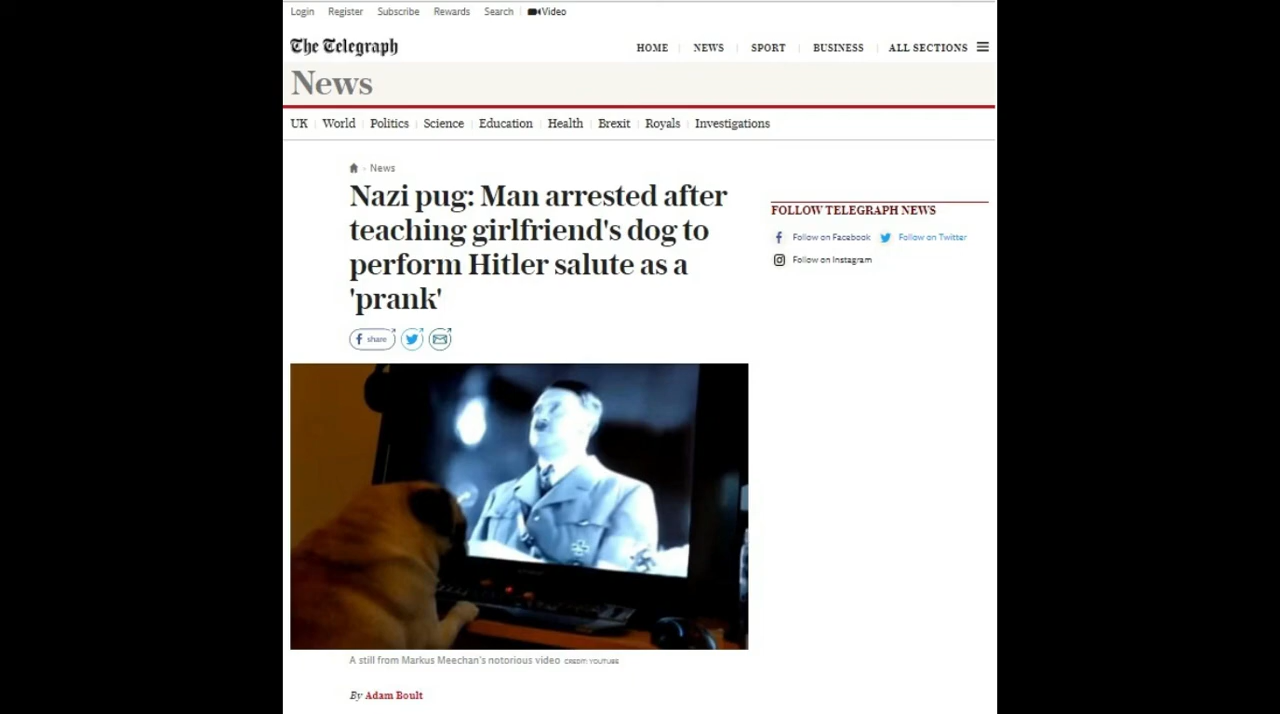 Login Register Subscribe Rewards Search Video
The Telegraph
HOME NEWS SPORT BUSINESS ALL SECTIONS
News
UK World Politics Science Education Health Brexit Royals Investigations
News
Nazi pug: Man arrested after
teaching girlfriend's dog to
perform Hitler salute as a
'prank'
share
FOLLOW TELEGRAPH NEWS
Follow on Facebook Follow on Twitter
Follow on Instagram
A still from Markus Meechan's notorious video CREDIT: YOUTUBE
By Adam Boult